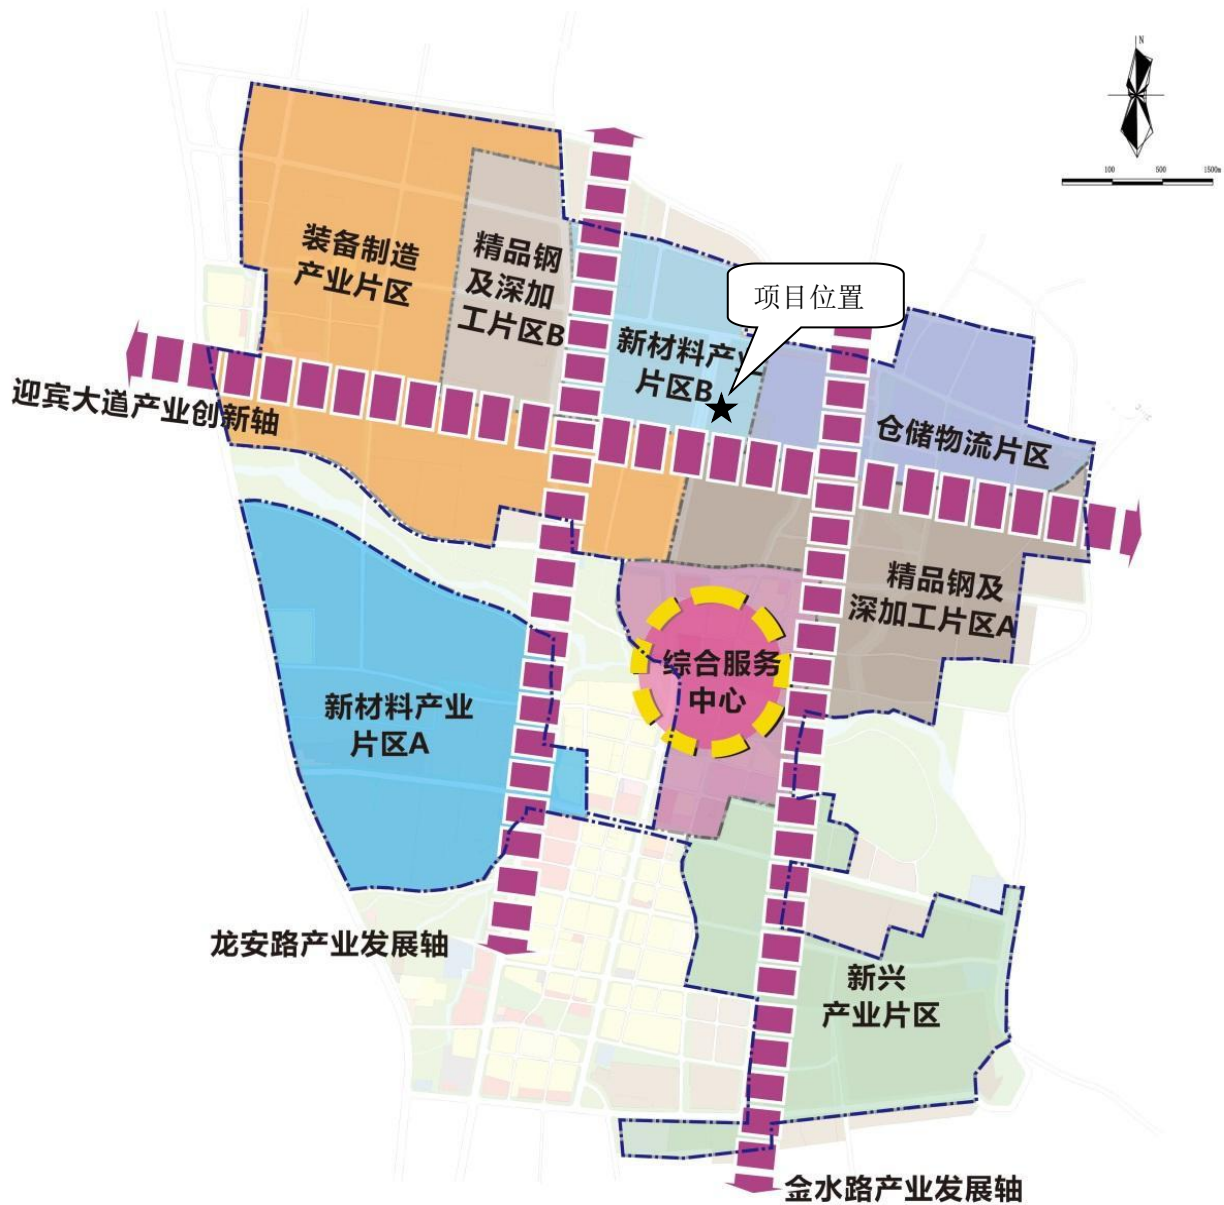 N
100 500 1500m
装备制造
产业片区
精品钢
及深加
工片区B
项目位置
新材料产业
片区B
迎宾大道产业创新轴
仓储物流片区
精品钢及
深加工片区A
综合服务
中心
新材料产业
片区A
龙安路产业发展轴
新兴
产业片区
金水路产业发展轴